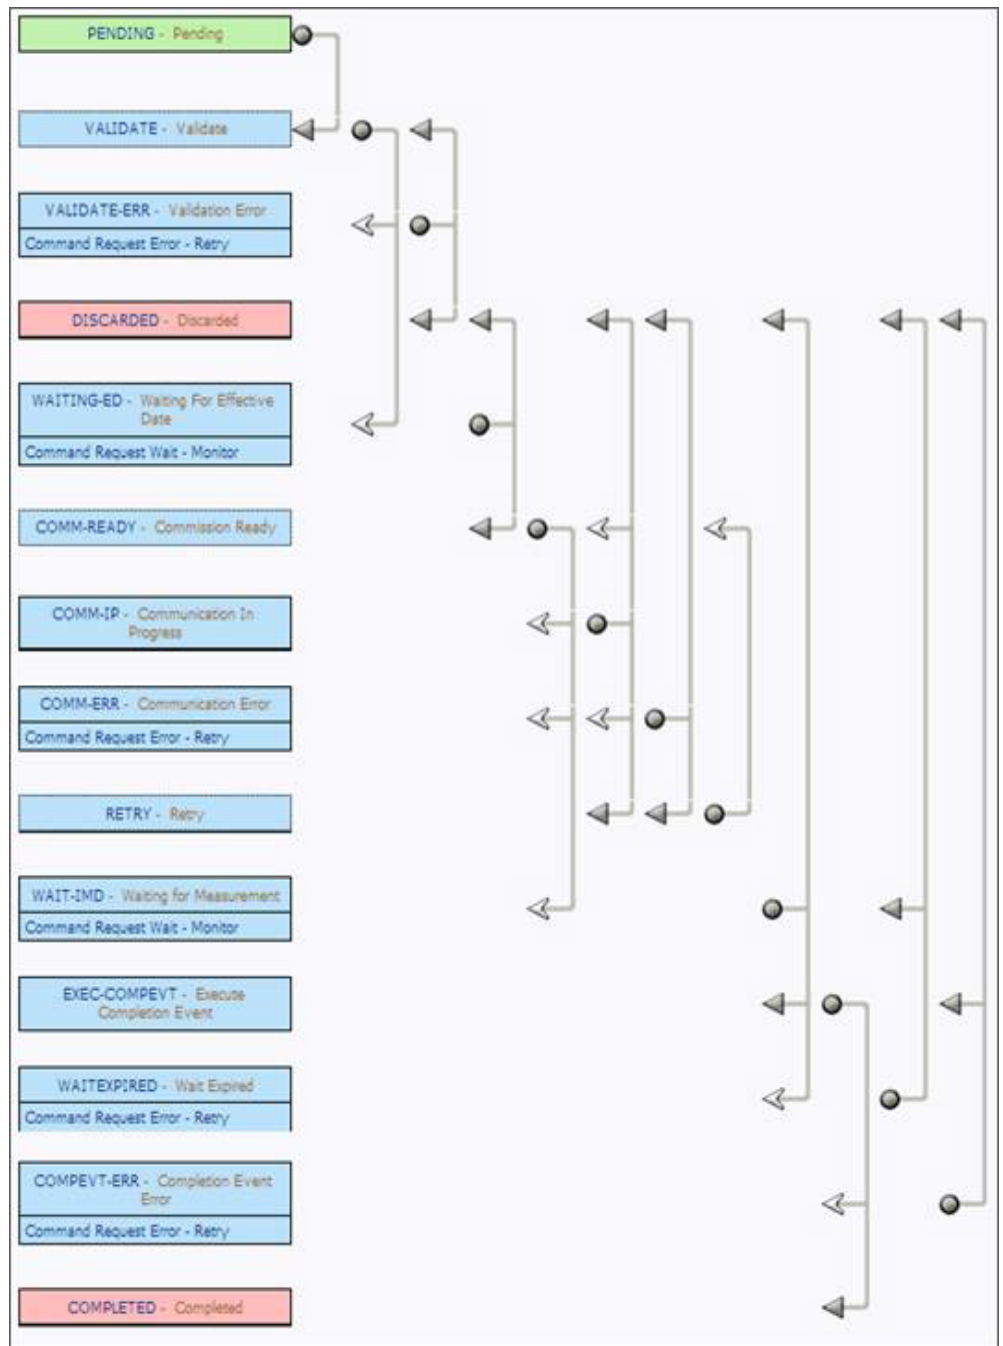 PENDING - Pending
VALIDATE - Validate
VALIDATE-ERR - Validation Error
Command Request Error - Retry
DISCARDED - Discarded
WAITING-ED - Waiting For Effective
Date
Command Request Wait - Monitor
COMM-READY - Commission Ready
COMM-IP - Communication In
Progress
COMM-ERR - Communication Error
Command Request Error - Retry
RETRY - Retry
WAIT-IMD - Waiting for Measurement
Command Request Wait - Monitor
EXEC-COMPEVT - Execute
Completion Event
WAITEXPIRED - Wait Expired
Command Request Error - Retry
COMPEVT-ERR - Completion Event
Error
Command Request Error - Retry
COMPLETED - Completed